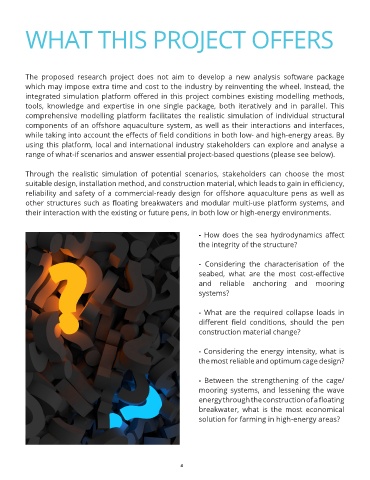 WHAT THIS PROJECT OFFERS
The proposed research project does not aim to develop a new analysis software package
which may impose extra time and cost to the industry by reinventing the wheel. Instead, the
integrated simulation platform offered in this project combines existing modelling methods,
tools, knowledge and expertise in one single package, both iteratively and in parallel. This
comprehensive modelling platform facilitates the realistic simulation of individual structural
components of an offshore aquaculture system, as well as their interactions and interfaces,
while taking into account the effects of field conditions in both low- and high-energy areas. By
using this platform, local and international industry stakeholders can explore and analyse a
range of what-if scenarios and answer essential project-based questions (please see below).
Through the realistic simulation of potential scenarios, stakeholders can choose the most
suitable design, installation method, and construction material, which leads to gain in efficiency,
reliability and safety of a commercial-ready design for offshore aquaculture pens as well as
other structures such as floating breakwaters and modular multi-use platform systems, and
their interaction with the existing or future pens, in both low or high-energy environments.
- How does the sea hydrodynamics affect
the integrity of the structure?
- Considering the characterisation of the
seabed, what are the most cost-effective
and reliable anchoring and mooring
systems?
- What are the required collapse loads in
different field conditions, should the pen
construction material change?
- Considering the energy intensity, what is
the most reliable and optimum cage design?
- Between the strengthening of the cage/
mooring systems, and lessening the wave
energy through the construction of a floating
breakwater, what is the most economical
solution for farming in high-energy areas?